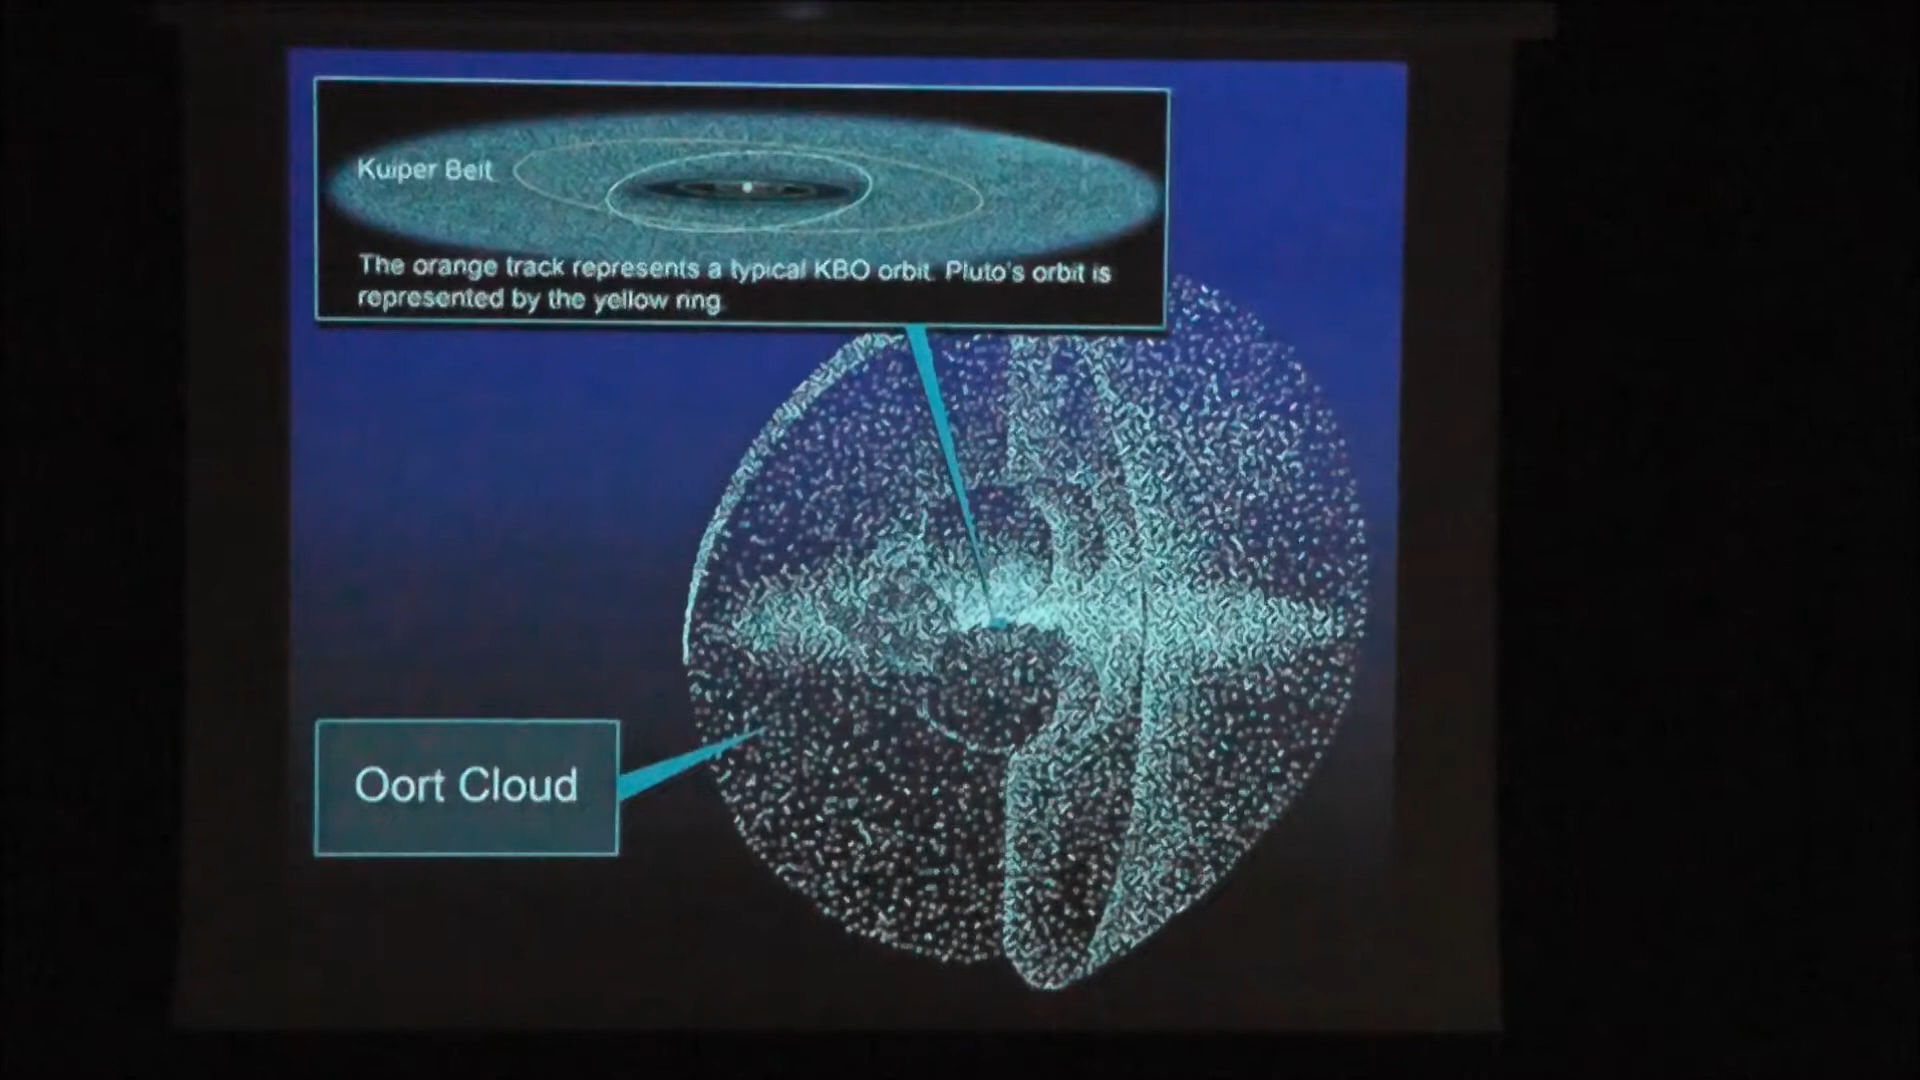 Kuiper Belt
The orange track represents a typical KBO orbit. Pluto's orbit is
represented by the yellow ring.
Oort Cloud